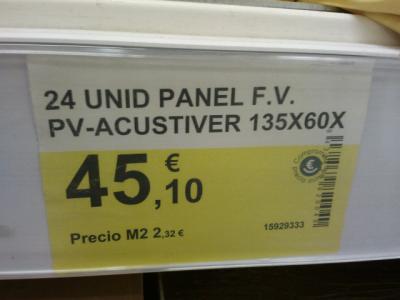 24 UNID PANEL F.V.
PV-ACUSTIVER 135X60X
45,10 €
Precio M2 2,32 €
15929333